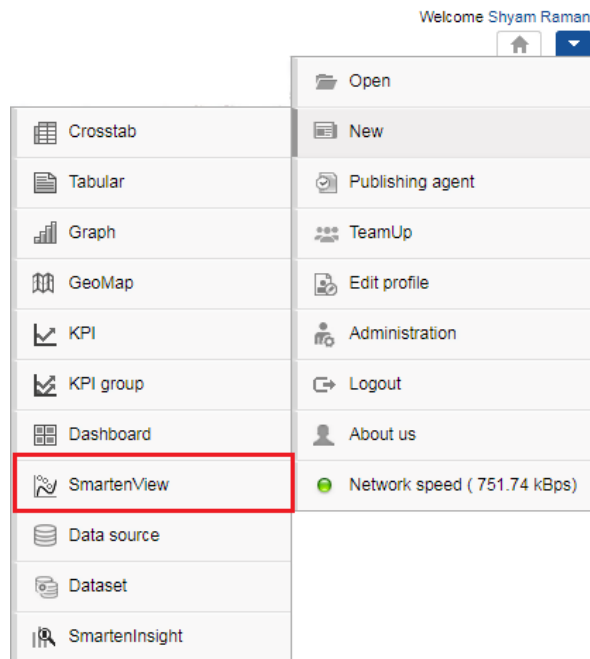 Welcome Shyam Raman
Open
New
Publishing agent
TeamUp
Edit profile
Administration
Logout
About us
Network speed ( 751.74 kBps)
Crosstab
Tabular
Graph
GeoMap
KPI
KPI group
Dashboard
SmartenView
Data source
Dataset
SmartenInsight